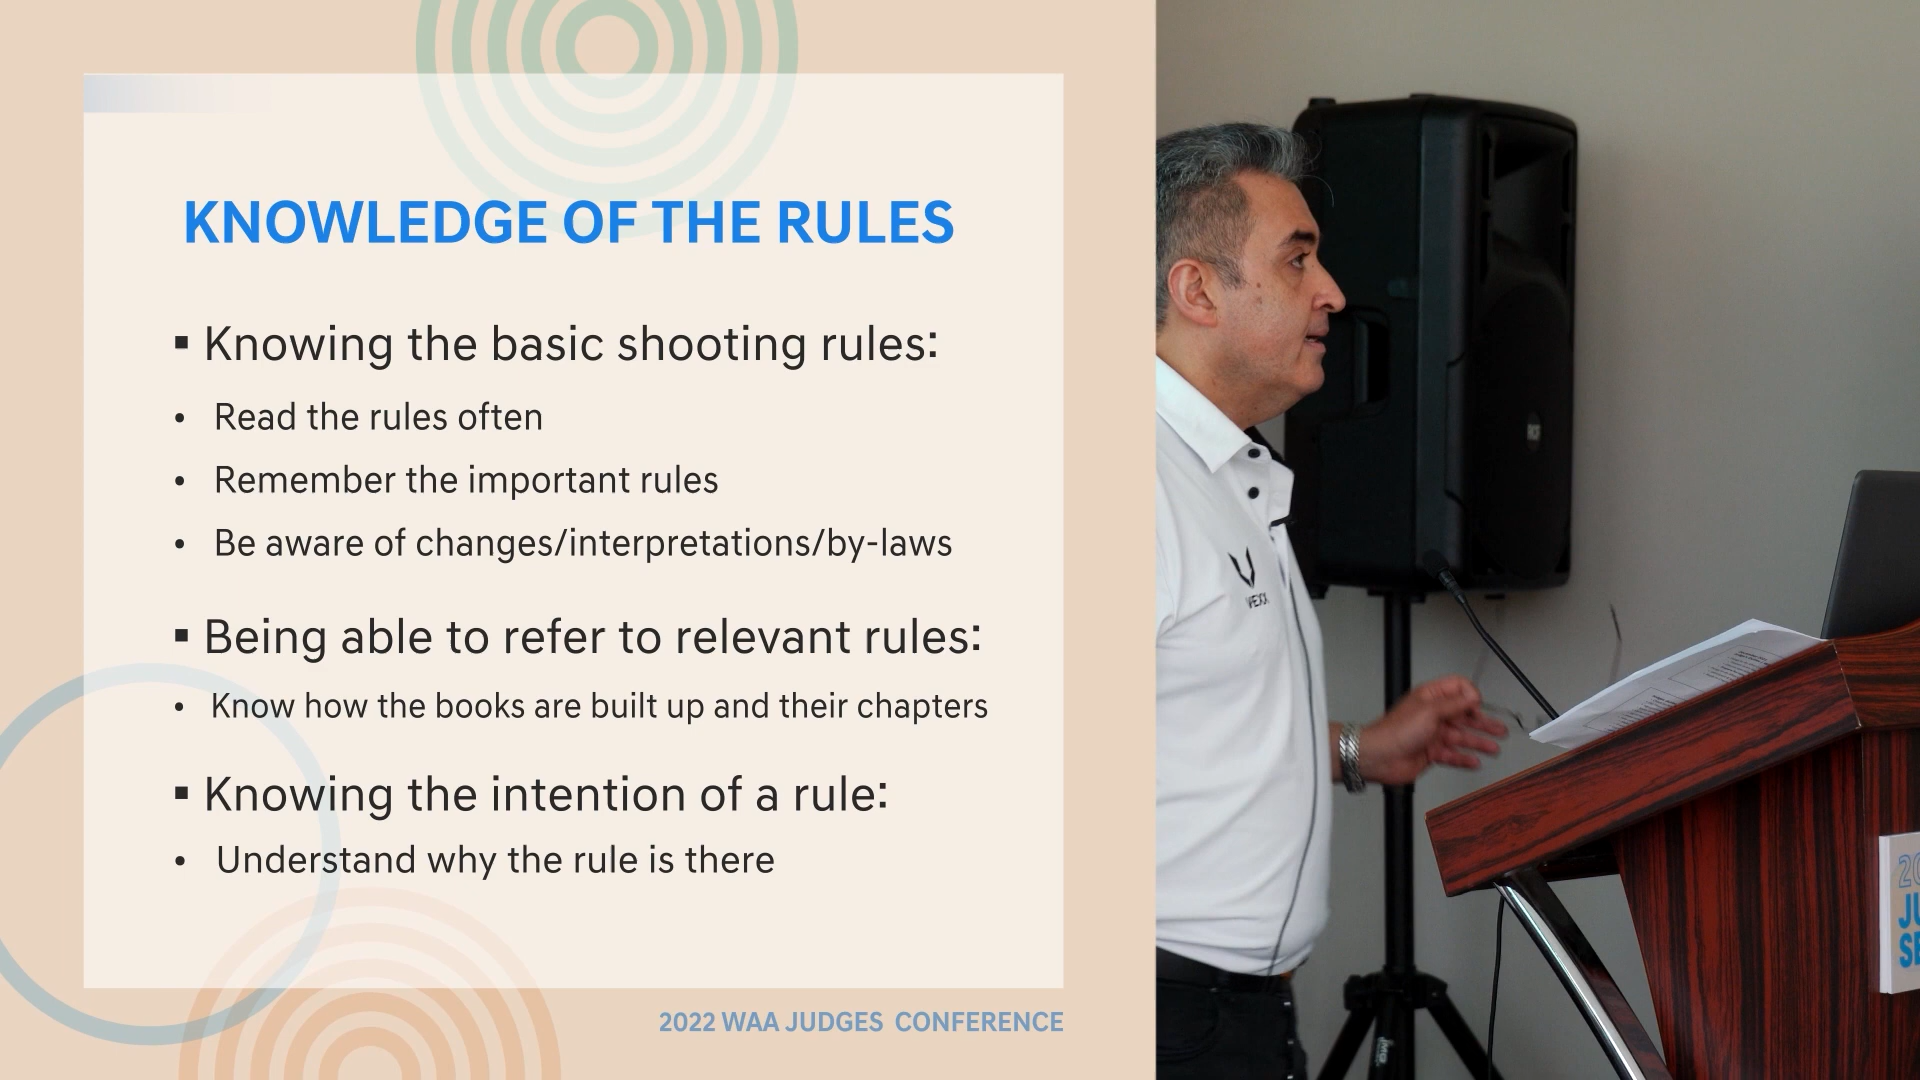 KNOWLEDGE OF THE RULES
▪ Knowing the basic shooting rules:
• Read the rules often
• Remember the important rules
• Be aware of changes/interpretations/by-laws
▪ Being able to refer to relevant rules:
• Know how the books are built up and their chapters
▪ Knowing the intention of a rule:
• Understand why the rule is there
2022 WAA JUDGES CONFERENCE
RCF